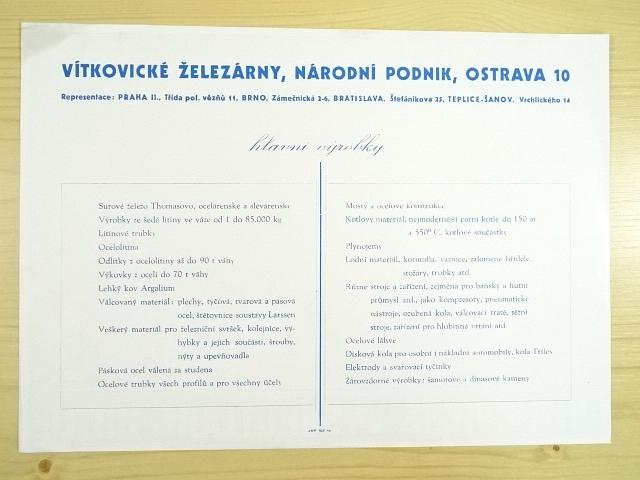 VÍTKOVICKÉ ŽELEZÁRNY, NÁRODNÍ PODNIK, OSTRAVA 10
Representace: PRAHA II., Třída pol. vězňů 11, BRNO, Zámečnická 2-6, BRATISLAVA, Štefánikova 25, TEPLICE-ŠANOV, Vrchlického 14
hlavní výrobky
Surové železo Thomasovo, ocelárenské a slévárenské
Výrobky ze šedé litiny ve váze od 1 do 85.000 kg
Litinové trubky
Ocelolitina
Odlitky z ocelolitiny až do 90 t váhy
Výkovky z oceli do 70 t váhy
Lehký kov Argalium
Válcovaný materiál: plechy, tyčová, tvarová a pásová
ocel, štětovnice soustavy Larssen
Veškerý materiál pro železniční svršek, kolejnice, vý-
hybky a jejich součásti, šrouby,
nýty a upevňovadla
Pásková ocel válená za studena
Ocelové trubky všech profilů a pro všechny účely
Mosty a ocelové konstrukce
Kotlový materiál, nejmodernější parní kotle do 150 at
a 550° C, kotlové součástky
Plynojemy
Lodní materiál, kormidla, vaznice, zalomené hřídele,
stožáry, trubky atd.
Různé stroje a zařízení, zejména pro báňský a hutní
průmysl atd., jako kompresory, pneumatické
nástroje, ozubená kola, válcovací tratě, těžní
stroje, zařízení pro hlubinná vrtání atd.
Ocelové láhve
Disková kola pro osobní i nákladní automobily, kola Trilex
Elektrody a svařovací tyčinky
Žárovzdorné výrobky: šamotové a dinasové kameny